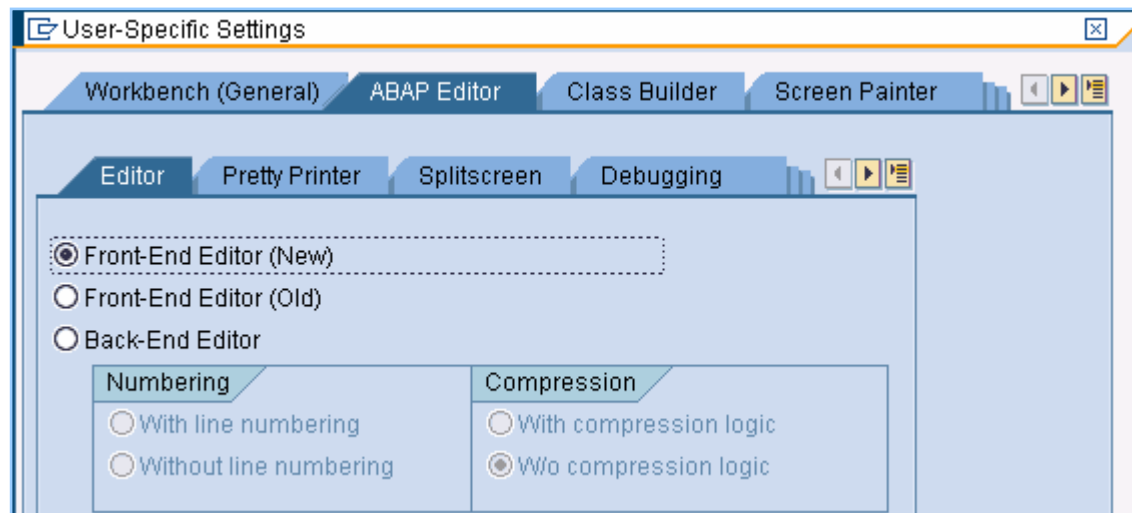 User-Specific Settings
Workbench (General) ABAP Editor Class Builder Screen Painter
Editor Pretty Printer Splitscreen Debugging
Front-End Editor (New)
Front-End Editor (Old)
Back-End Editor
Numbering Compression
With line numbering With compression logic
Without line numbering W/o compression logic